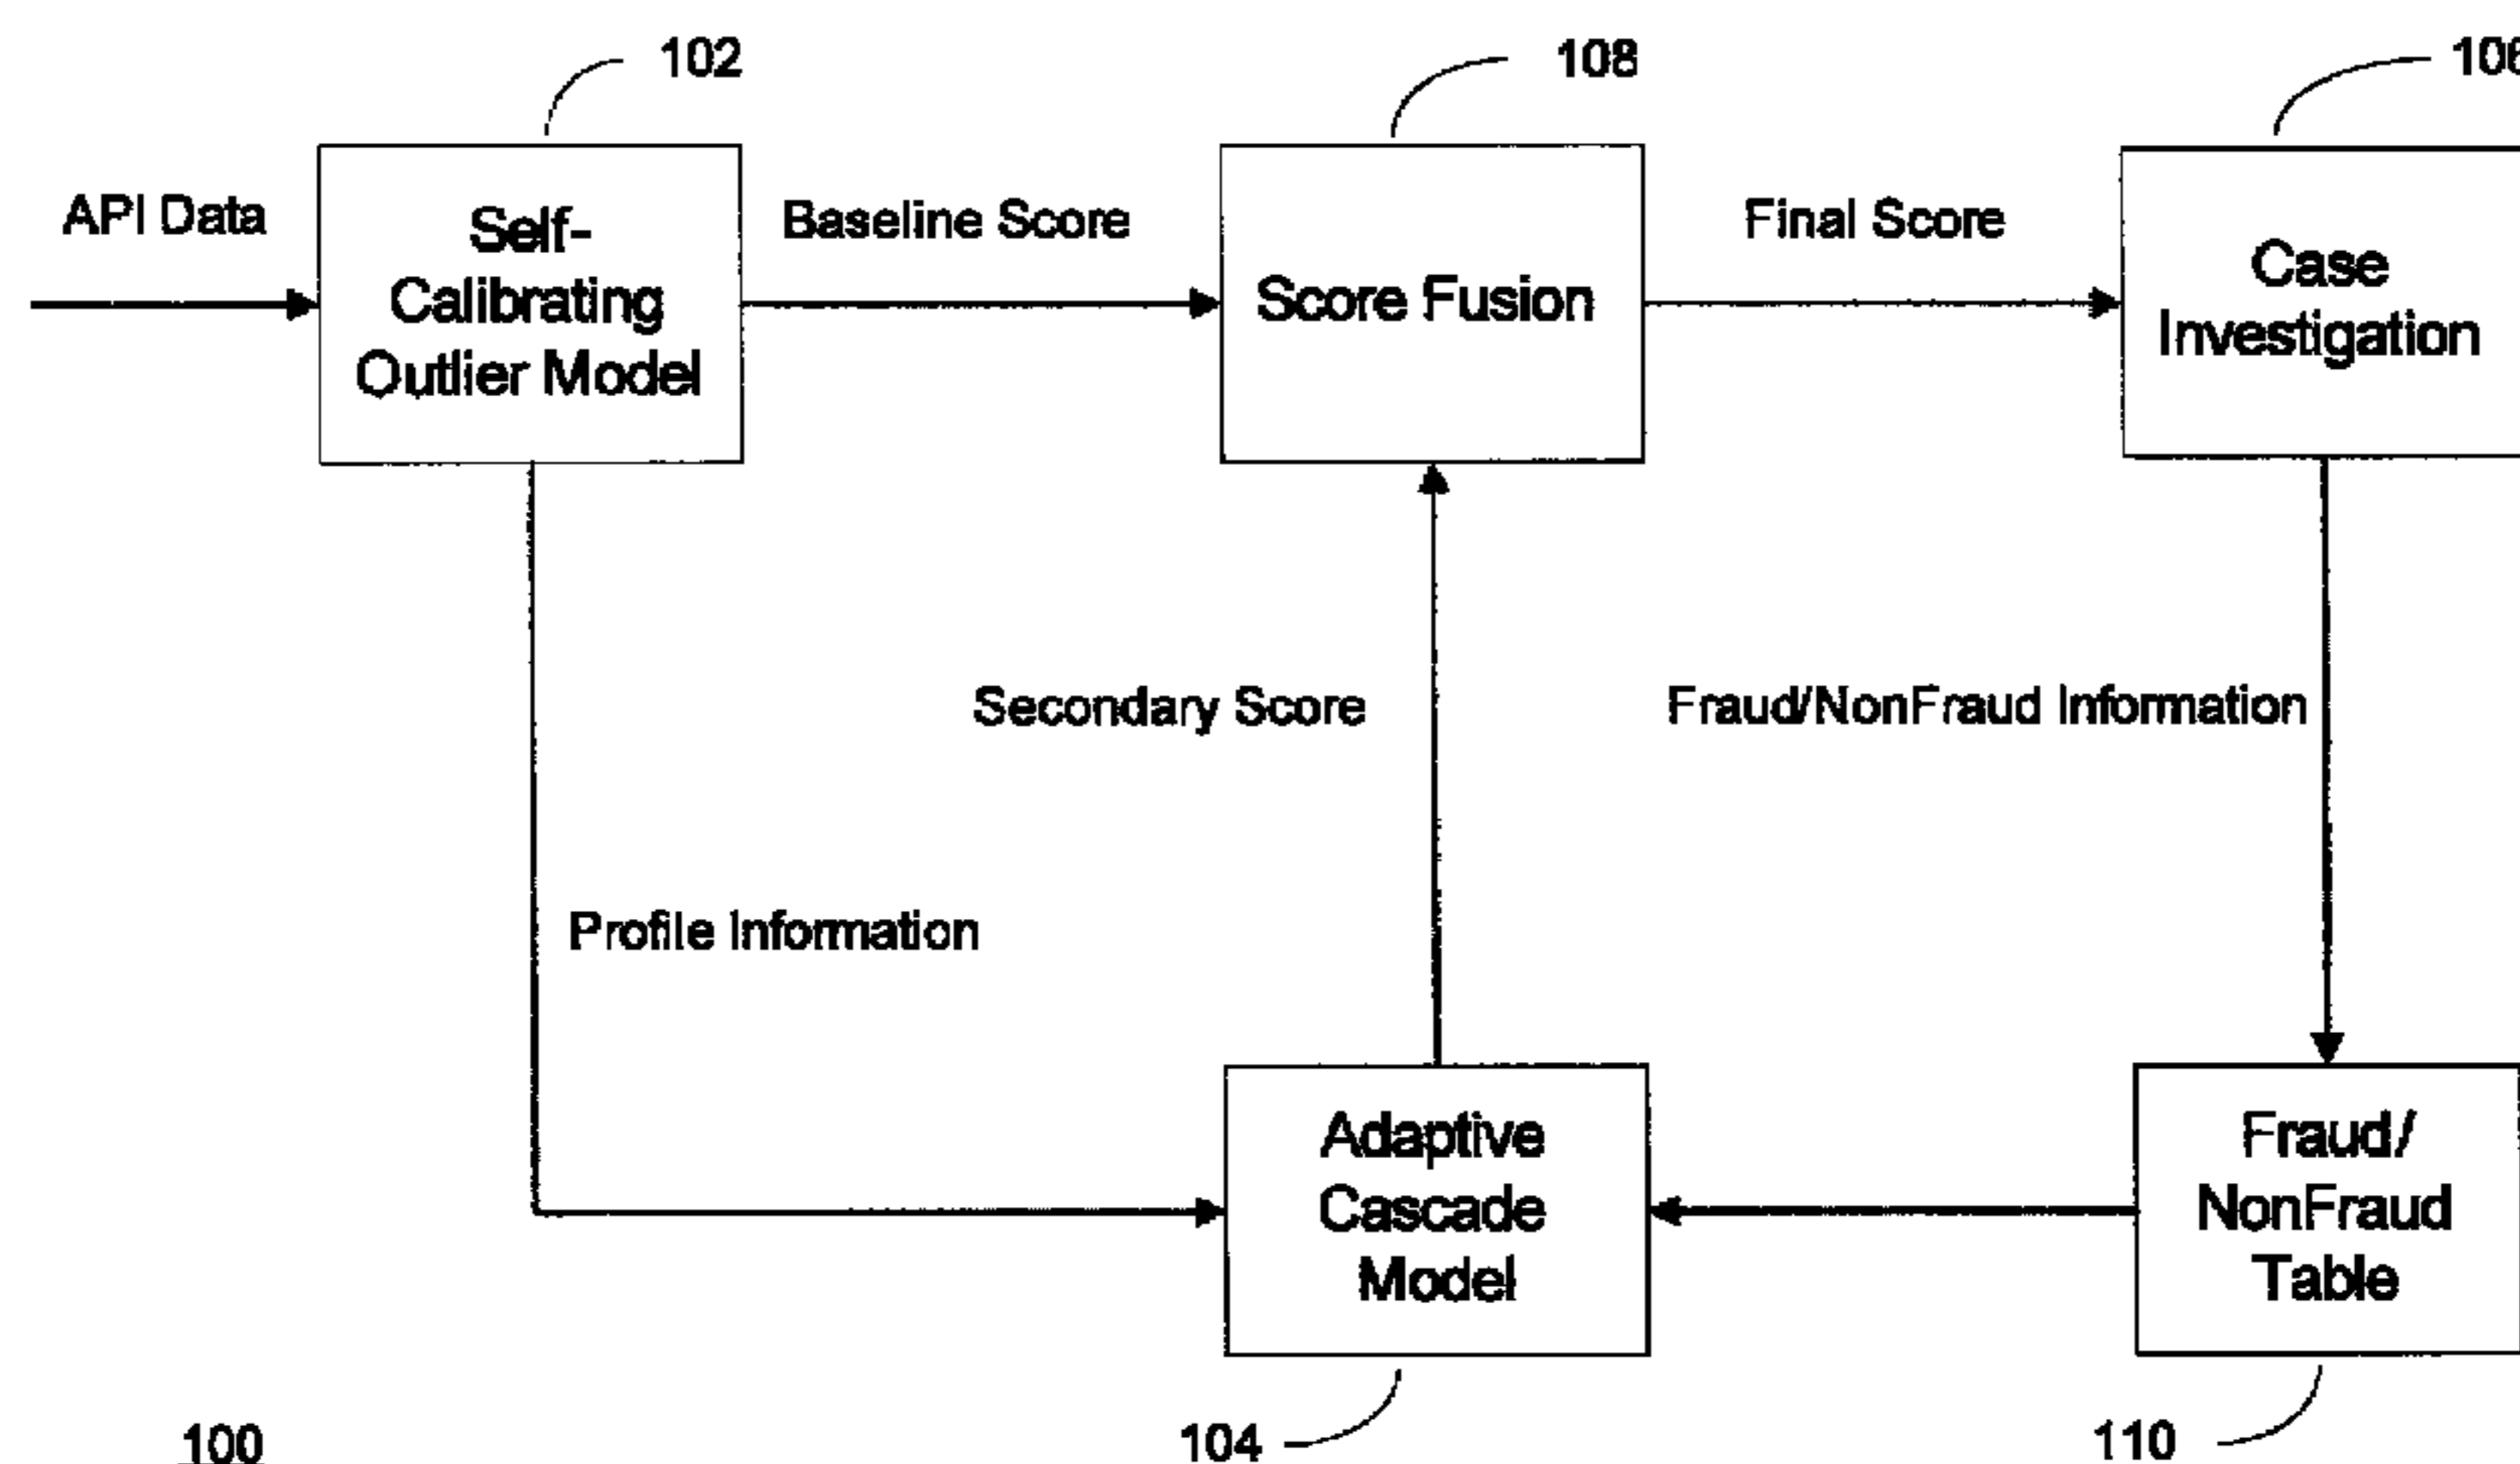 102
108
API Data
Self-
Calibrating
Outlier Model
Baseline Score
Score Fusion
Final Score
Case
Investigation
Secondary Score
Fraud/NonFraud Information
Profile Information
Adaptive
Cascade
Model
Fraud/
NonFraud
Table
100
104
110